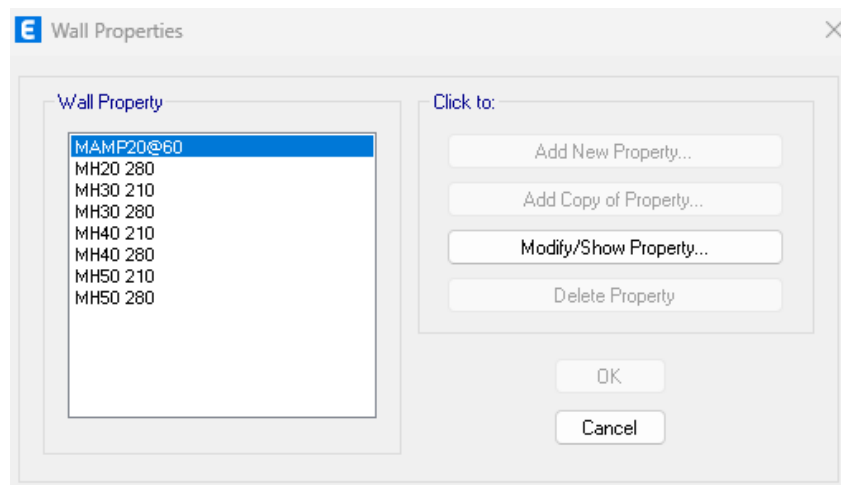 Wall Properties
Wall Property
MAMP20@60
MH20 280
MH30 210
MH30 280
MH40 210
MH40 280
MH50 210
MH50 280
Click to:
Add New Property...
Add Copy of Property...
Modify/Show Property...
Delete Property
OK
Cancel